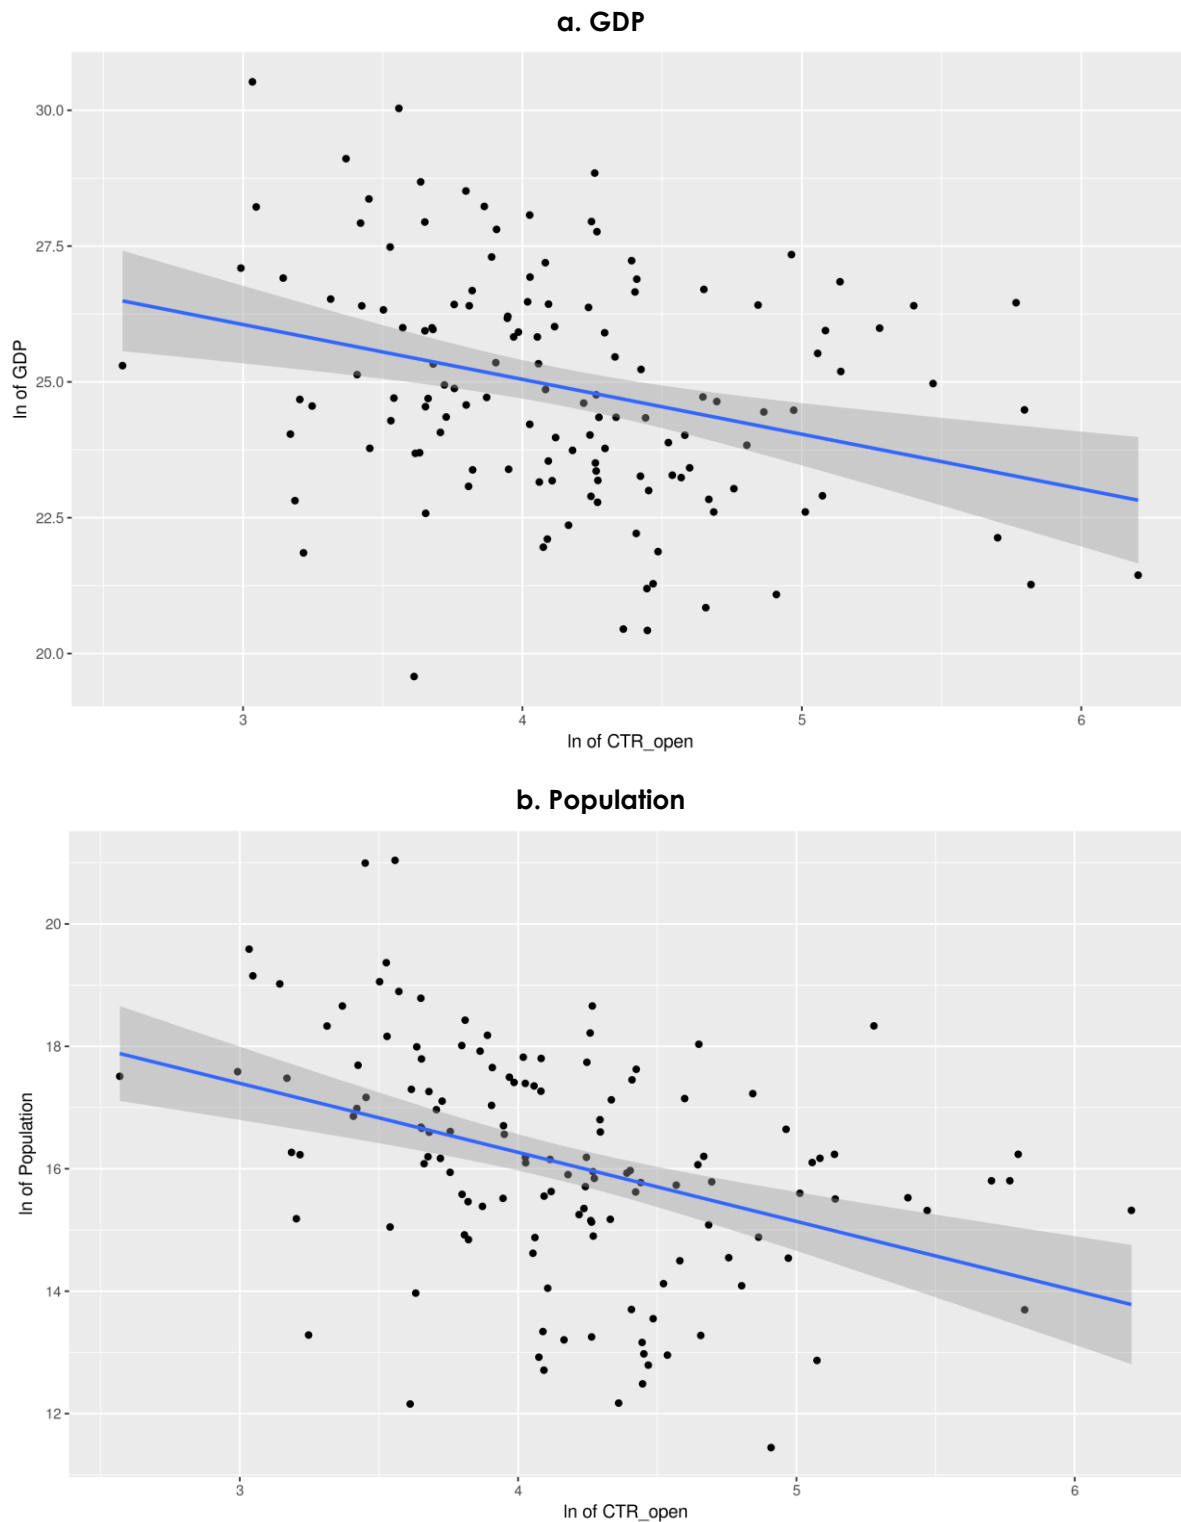 a. GDP
30.0
27.5
25.0
22.5
20.0
ln of GDP
3 4 5 6
ln of CTR_open
b. Population
20
18
16
14
12
ln of Population
3 4 5 6
ln of CTR_open